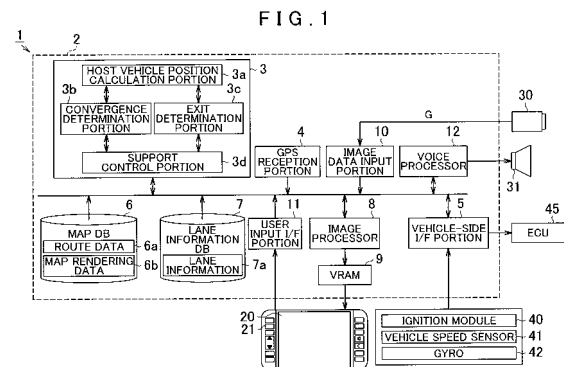 FIG. 1
1
2
HOST VEHICLE POSITION
CALCULATION PORTION
3a
3
3b
3c
CONVERGENCE
DETERMINATION
PORTION
EXIT
DETERMINATION
PORTION
SUPPORT
CONTROL PORTION
3d
4
GPS
RECEPTION
PORTION
10
IMAGE
DATA INPUT
PORTION
12
VOICE
PROCESSOR
G
30
31
6
MAP DB
ROUTE DATA
6a
MAP RENDERING
DATA
6b
7
LANE
INFORMATION
DB
LANE
INFORMATION
7a
11
USER
INPUT I/F
PORTION
8
IMAGE
PROCESSOR
9
VRAM
5
VEHICLE-SIDE
I/F PORTION
45
ECU
20
21
IGNITION MODULE
40
VEHICLE SPEED SENSOR
41
GYRO
42